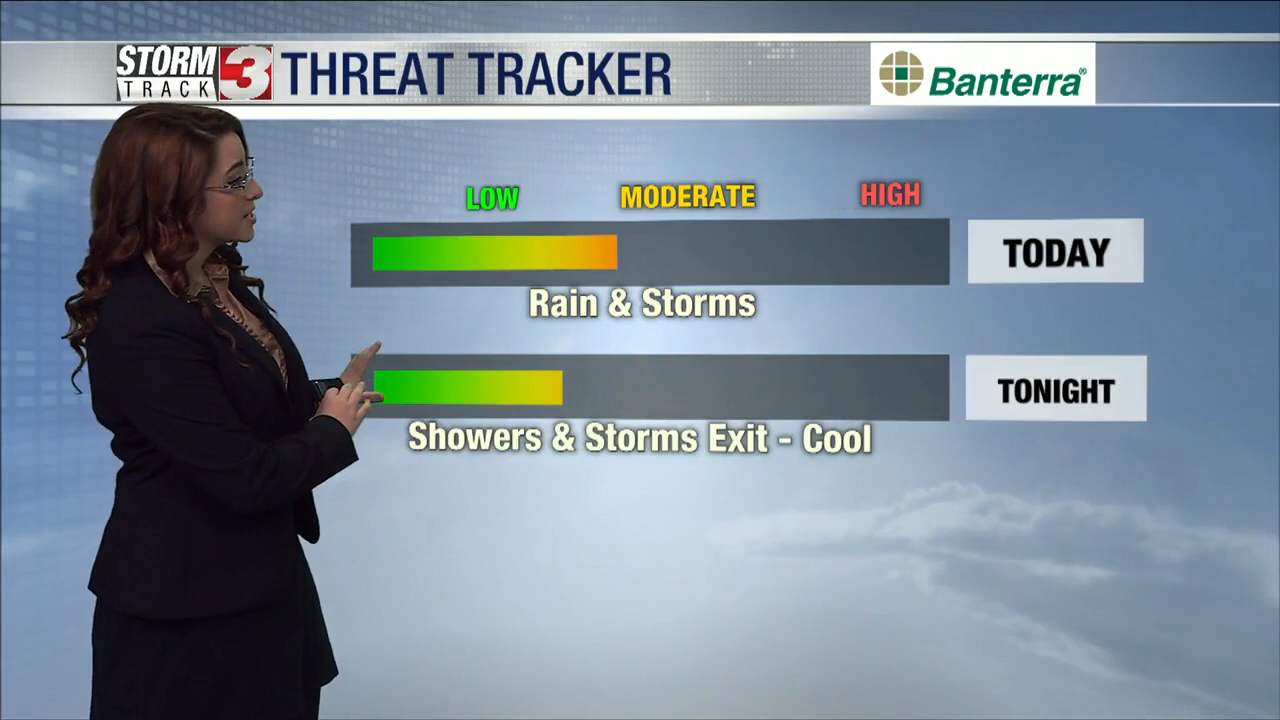 STORM
TRACK 3
THREAT TRACKER
Banterra®
LOW MODERATE HIGH
TODAY
Rain & Storms
TONIGHT
Showers & Storms Exit - Cool